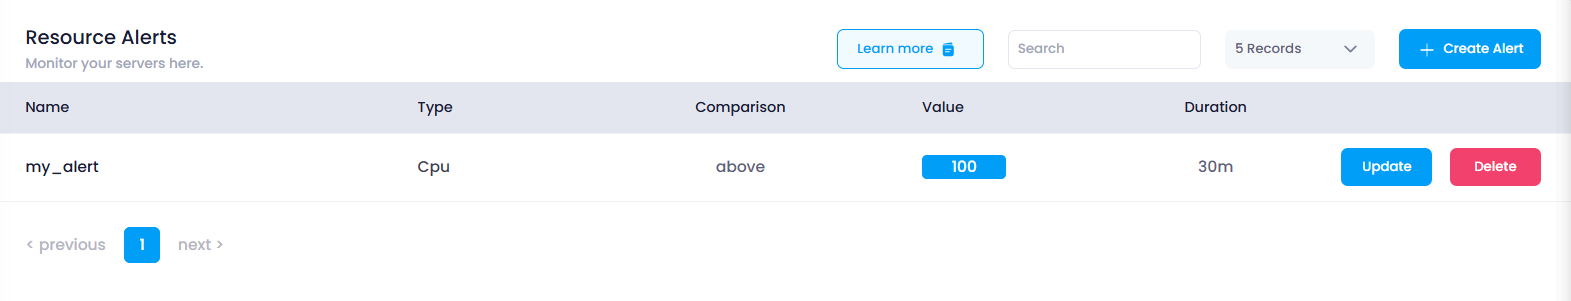 Resource Alerts
Monitor your servers here.
Learn more
Search
5 Records
Create Alert
Name Type Comparison Value Duration
my_alert Cpu above 100 30m Update Delete
< previous 1 next >